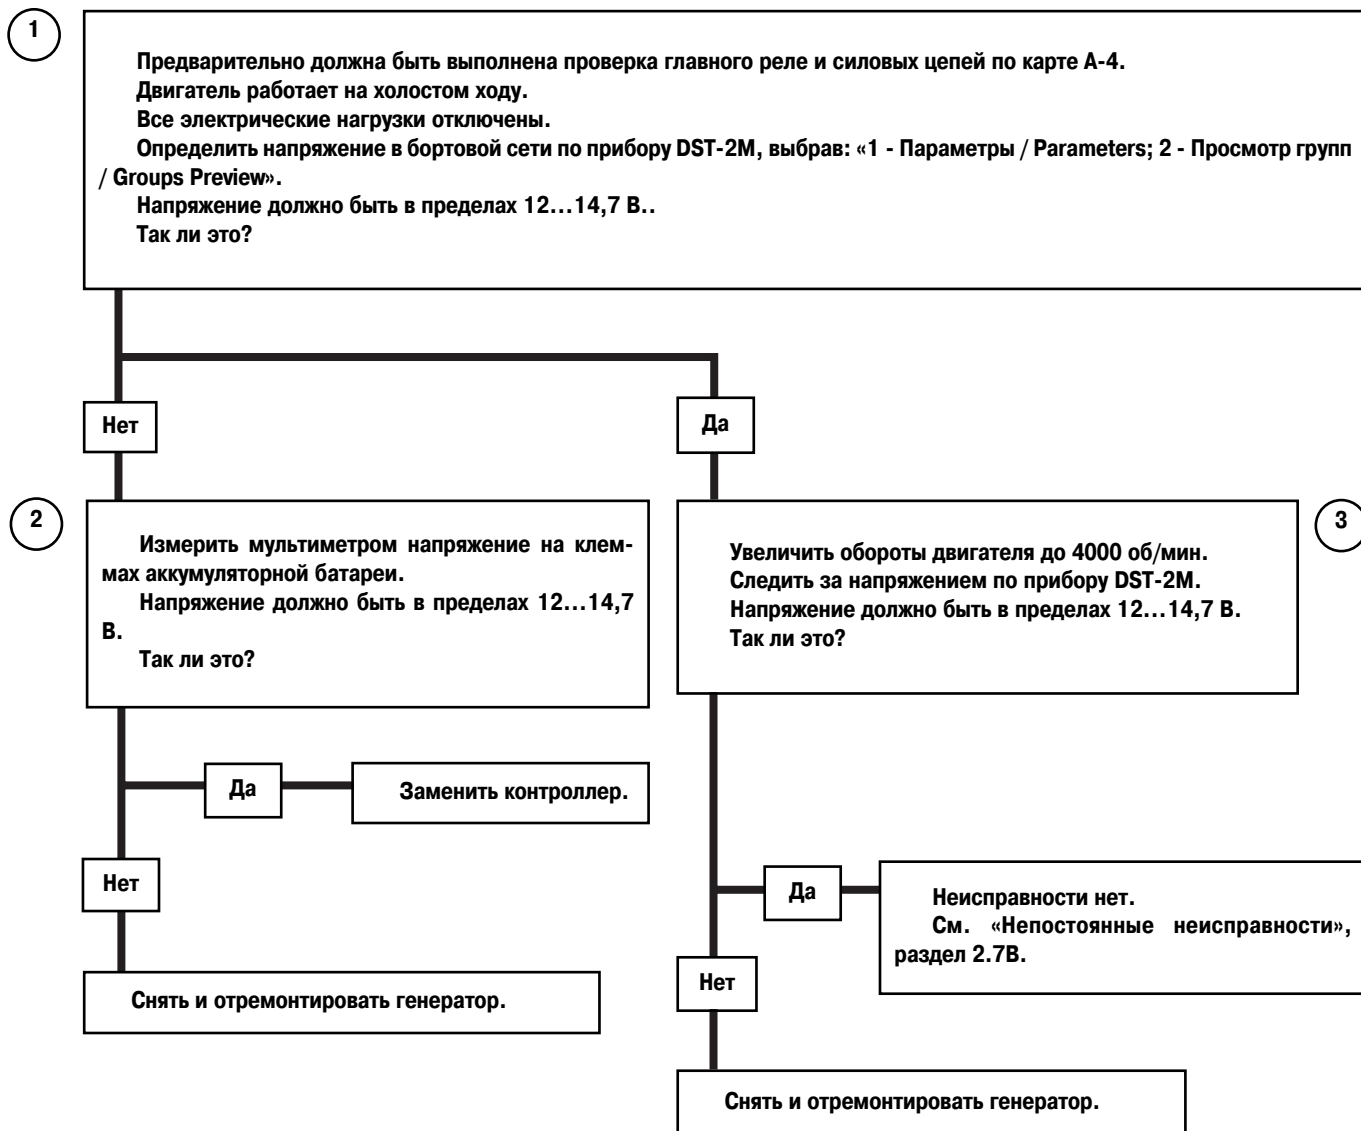 1
Предварительно должна быть выполнена проверка главного реле и силовых цепей по карте А-4.
Двигатель работает на холостом ходу.
Все электрические нагрузки отключены.
Определить напряжение в бортовой сети по прибору DST-2M, выбрав: «1 - Параметры / Parameters; 2 - Просмотр групп
/ Groups Preview».
Напряжение должно быть в пределах 12...14,7 В..
Так ли это?
Нет
Да
2
Измерить мультиметром напряжение на клем-
мах аккумуляторной батареи.
Напряжение должно быть в пределах 12...14,7
В.
Так ли это?
3
Увеличить обороты двигателя до 4000 об/мин.
Следить за напряжением по прибору DST-2M.
Напряжение должно быть в пределах 12...14,7 В.
Так ли это?
Да
Заменить контроллер.
Нет
Снять и отремонтировать генератор.
Да
Неисправности нет.
См. «Непостоянные неисправности»,
раздел 2.7В.
Нет
Снять и отремонтировать генератор.